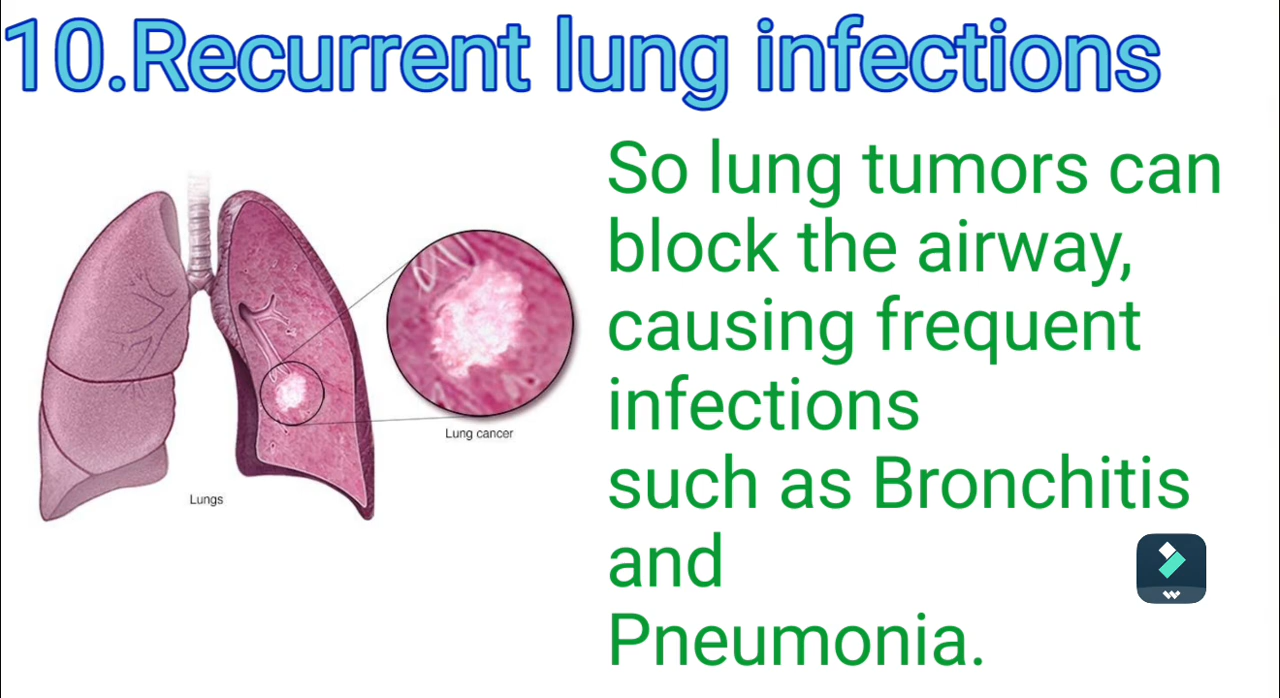 10.Recurrent lung infections
So lung tumors can
block the airway,
causing frequent
infections
such as Bronchitis
and
Pneumonia.
Lung cancer
Lungs